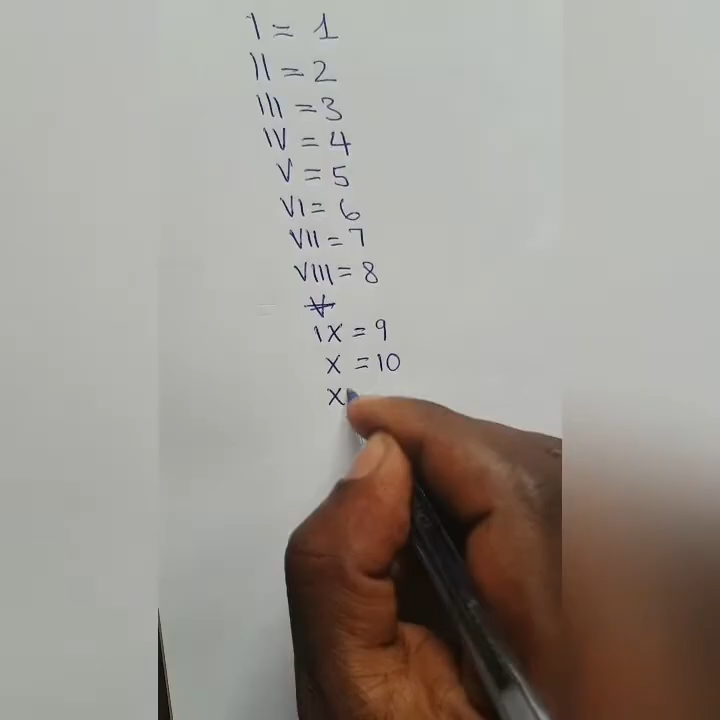 I = 1
II = 2
III = 3
IV = 4
V = 5
VI = 6
VII = 7
VIII = 8
V
IX = 9
X = 10
X